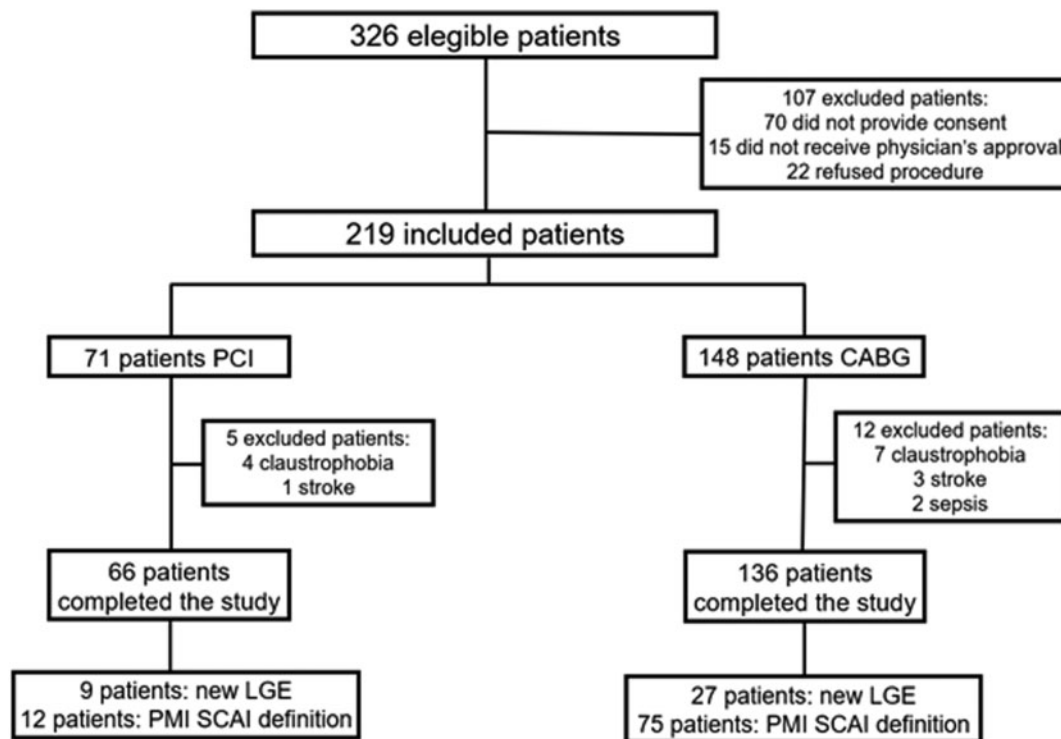 326 elegible patients
107 excluded patients:
70 did not provide consent
15 did not receive physician's approval
22 refused procedure
219 included patients
71 patients PCI
148 patients CABG
5 excluded patients:
4 claustrophobia
1 stroke
12 excluded patients:
7 claustrophobia
3 stroke
2 sepsis
66 patients
completed the study
136 patients
completed the study
9 patients: new LGE
12 patients: PMI SCAI definition
27 patients: new LGE
75 patients: PMI SCAI definition